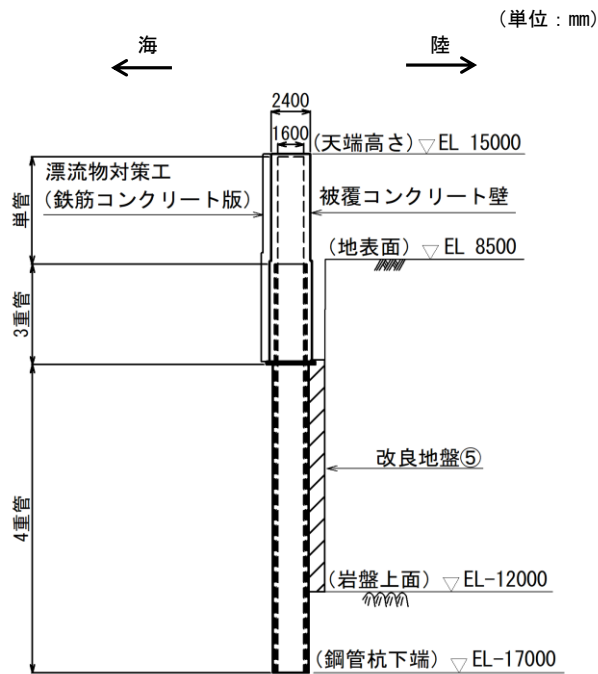 (単位：mm)
海
陸
2400
1600
(天端高さ) ▽ EL 15000
漂流物対策工
(鉄筋コンクリート版)
被覆コンクリート壁
単管
(地表面) ▽ EL 8500
3重管
改良地盤⑤
4重管
(岩盤上面) ▽ EL-12000
(鋼管杭下端) ▽ EL-17000